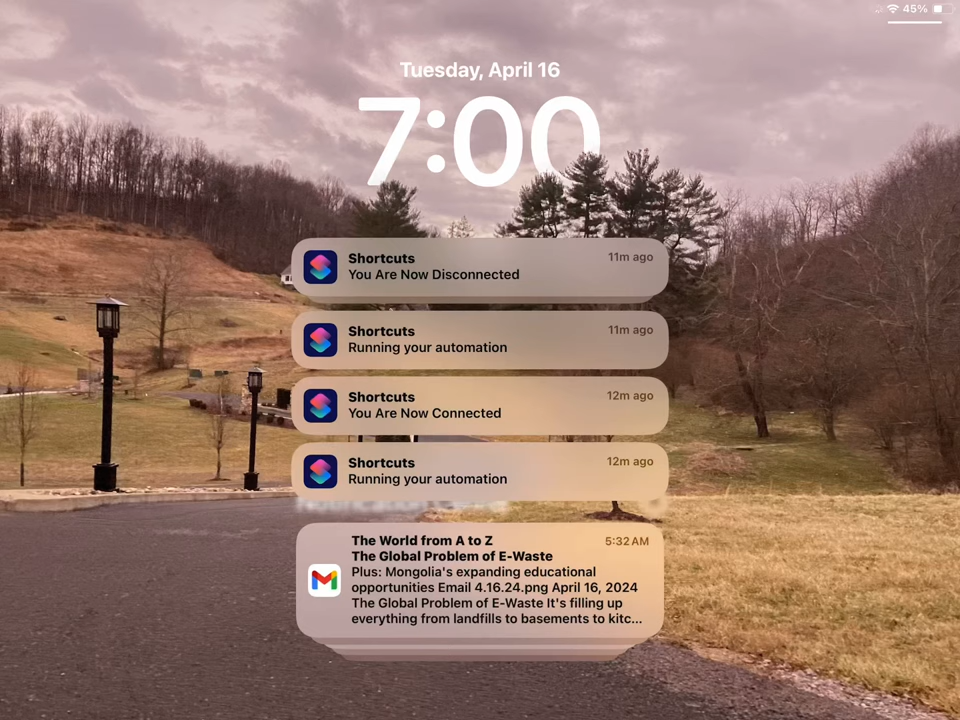 45%
Tuesday, April 16
7:00
Shortcuts 11m ago
You Are Now Disconnected
Shortcuts 11m ago
Running your automation
Shortcuts 12m ago
You Are Now Connected
Shortcuts 12m ago
Running your automation
The World from A to Z 5:32 AM
The Global Problem of E-Waste
Plus: Mongolia's expanding educational
opportunities Email 4.16.24.png April 16, 2024
The Global Problem of E-Waste It's filling up
everything from landfills to basements to kitc...